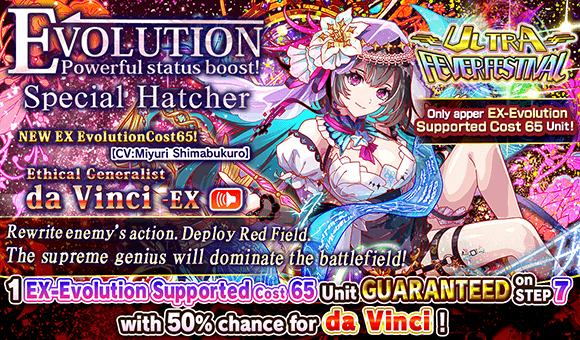 EVOLUTION
Powerful status boost!
Special Hatcher
ULTRA
FEVERFESTIVAL
Only apper EX-Evolution
Supported Cost 65 Unit!
NEW EX EvolutionCost65!
[CV:Miyuri Shimabukuro]
Ethical Generalist
da Vinci -EX
Rewrite enemy's action. Deploy Red Field.
The supreme genius will dominate the battlefield!
1 EX-Evolution Supported Cost 65 Unit GUARANTEED on STEP 7
with 50% chance for da Vinci!